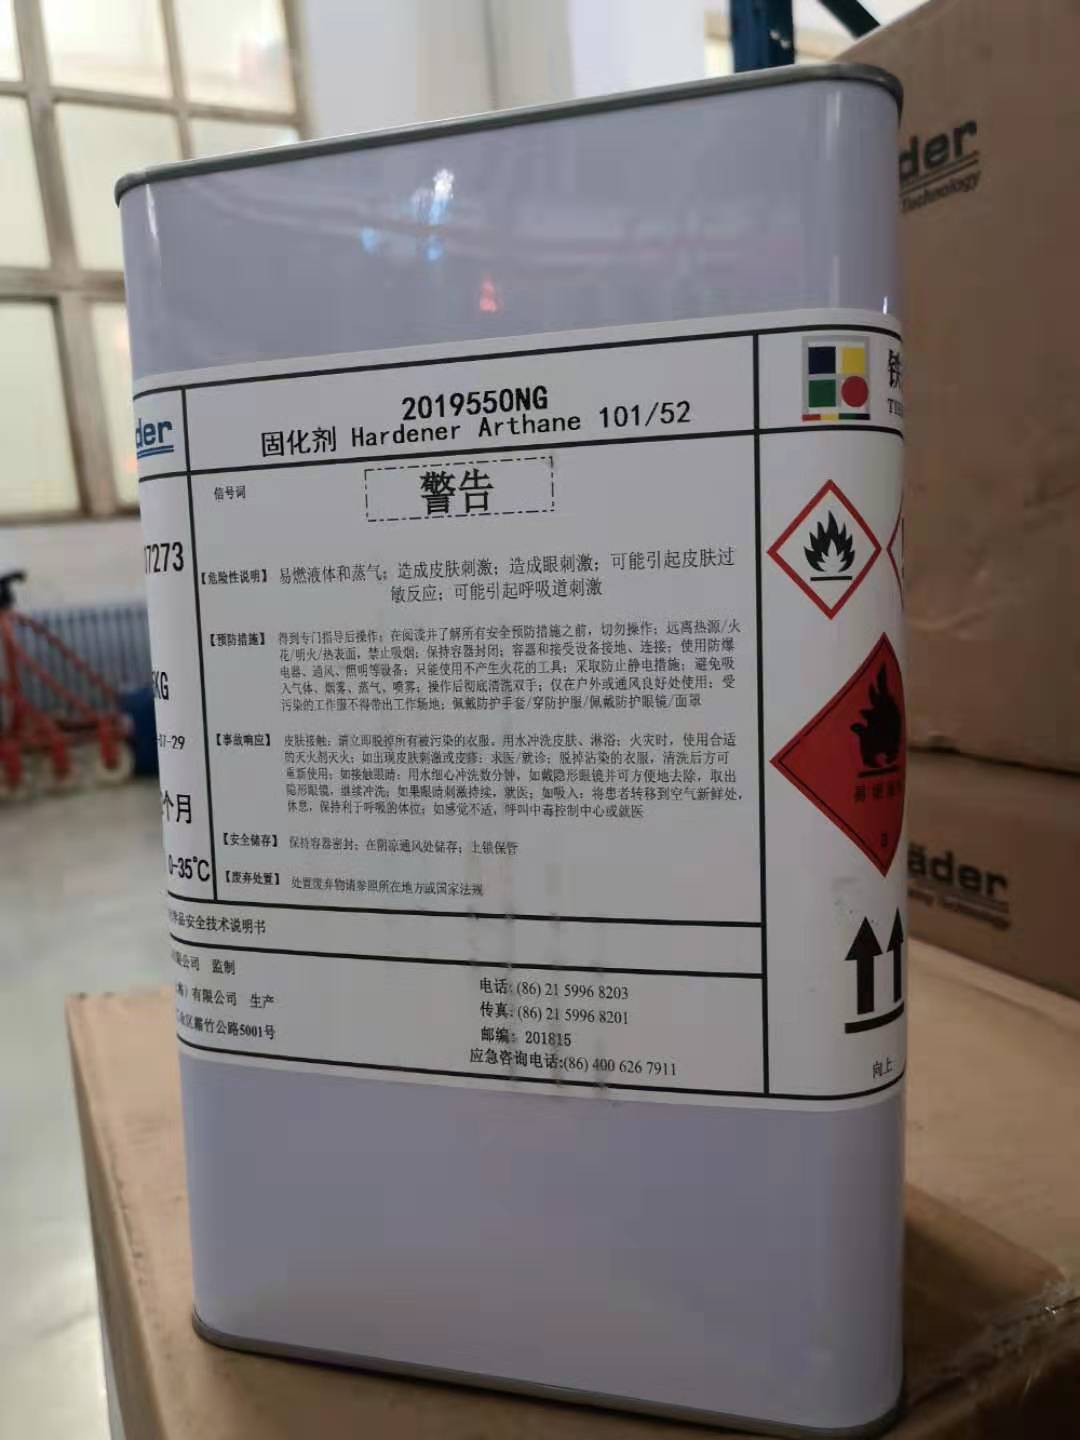 äder
Technology
2019550NG
固化剂 Hardener Arthane 101/52
der
铁
信号词
警告
17273
【危险性说明】 易燃液体和蒸气；造成皮肤刺激；造成眼刺激；可能引起皮肤过
敏反应；可能引起呼吸道刺激
【预防措施】 得到专门指导后操作；在阅读并了解所有安全预防措施之前，切勿操作；远离热源/火
花/明火/热表面，禁止吸烟；保持容器封闭；容器和接受设备接地、连接；使用防爆
电器、通风、照明等设备；只能使用不产生火花的工具；采取防止静电措施；避免吸
入气体、烟雾、蒸气、喷雾；操作后彻底清洗双手；仅在户外或通风良好处使用；受
污染的工作服不得带出工作场地；佩戴防护手套/穿防护服/佩戴防护眼镜/面罩
KG
-07-29
【事故响应】 皮肤接触：请立即脱掉所有被污染的衣服。用水冲洗皮肤、淋浴；火灾时，使用合适
的灭火剂灭火；如出现皮肤刺激或皮疹：求医/就诊；脱掉沾染的衣服，清洗后方可
重新使用；如接触眼睛：用水细心冲洗数分钟，如戴隐形眼镜并可方便地去除，取出
隐形眼镜，继续冲洗；如果眼睛刺激持续，就医；如吸入：将患者转移到空气新鲜处，
休息，保持利于呼吸的体位；如感觉不适，呼叫中毒控制中心或就医
个月
【安全储存】 保持容器密封；在阴凉通风处储存；上锁保管
0-35℃
【废弃处置】 处置废弃物请参照所在地方或国家法规
3
学品安全技术说明书
公司 监制
有限公司 生产
业区霜竹公路5001号
电话：(86) 21 5996 8203
传真：(86) 21 5996 8201
邮编：201815
应急咨询电话:(86) 400 626 7911
向上
äder
Technology